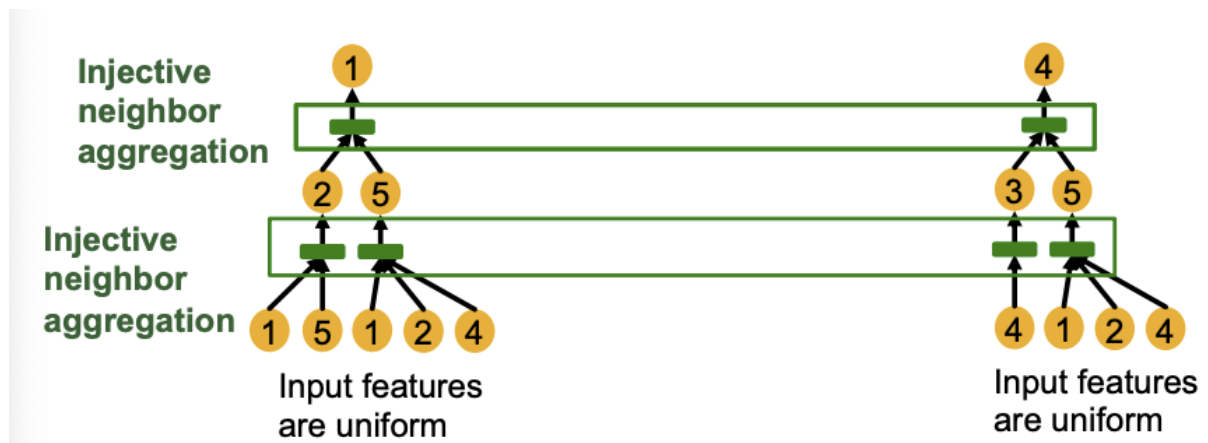 Injective
neighbor
aggregation
1
4
2 5
3 5
Injective
neighbor
aggregation
1 5 1 2 4
4 1 2 4
Input features
are uniform
Input features
are uniform